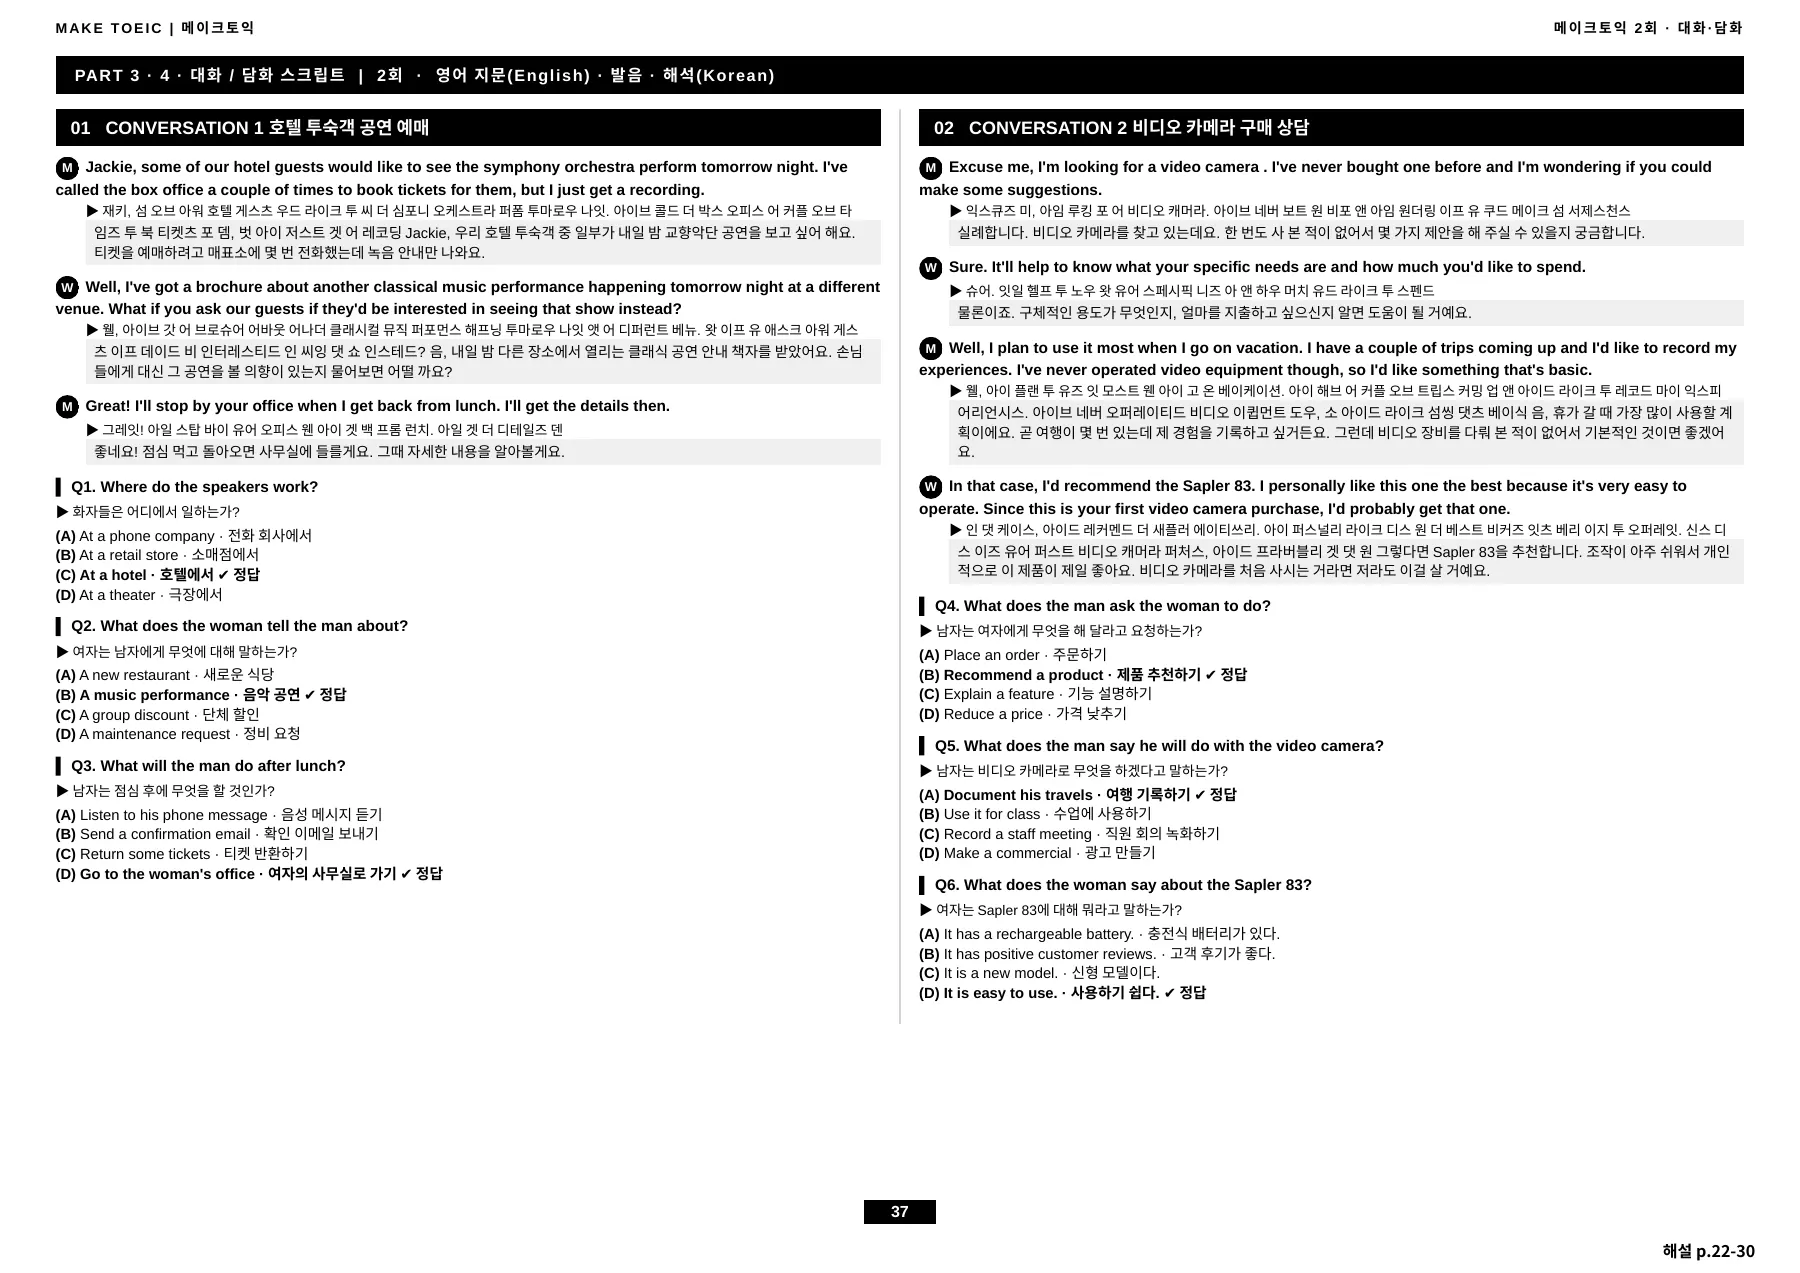 MAKE TOEIC | 메이크토익
메이크토익 2회 · 대화·담화
PART 3 · 4 · 대화 / 담화 스크립트 | 2회 · 영어 지문(English) · 발음 · 해석(Korean)
01 CONVERSATION 1 호텔 투숙객 공연 예매
M Jackie, some of our hotel guests would like to see the symphony orchestra perform tomorrow night. I've
called the box office a couple of times to book tickets for them, but I just get a recording.
▶ 재키, 섬 오브 아워 호텔 게스츠 우드 라이크 투 씨 더 심포니 오케스트라 퍼폼 투마로우 나잇. 아이브 콜드 더 박스 오피스 어 커플 오브 타
임즈 투 북 티켓츠 포 뎀, 벗 아이 저스트 겟 어 레코딩 Jackie, 우리 호텔 투숙객 중 일부가 내일 밤 교향악단 공연을 보고 싶어 해요.
티켓을 예매하려고 매표소에 몇 번 전화했는데 녹음 안내만 나와요.
W Well, I've got a brochure about another classical music performance happening tomorrow night at a different
venue. What if you ask our guests if they'd be interested in seeing that show instead?
▶ 웰, 아이브 갓 어 브로슈어 어바웃 어나더 클래시컬 뮤직 퍼포먼스 해프닝 투마로우 나잇 앳 어 디퍼런트 베뉴. 왓 이프 유 애스크 아워 게스
츠 이프 데이드 비 인터레스티드 인 씨잉 댓 쇼 인스테드? 음, 내일 밤 다른 장소에서 열리는 클래식 공연 안내 책자를 받았어요. 손님
들에게 대신 그 공연을 볼 의향이 있는지 물어보면 어떨 까요?
M Great! I'll stop by your office when I get back from lunch. I'll get the details then.
▶ 그레잇! 아일 스탑 바이 유어 오피스 웬 아이 겟 백 프롬 런치. 아일 겟 더 디테일즈 덴
좋네요! 점심 먹고 돌아오면 사무실에 들를게요. 그때 자세한 내용을 알아볼게요.
Q1. Where do the speakers work?
▶ 화자들은 어디에서 일하는가?
(A) At a phone company · 전화 회사에서
(B) At a retail store · 소매점에서
(C) At a hotel · 호텔에서 ✔ 정답
(D) At a theater · 극장에서
Q2. What does the woman tell the man about?
▶ 여자는 남자에게 무엇에 대해 말하는가?
(A) A new restaurant · 새로운 식당
(B) A music performance · 음악 공연 ✔ 정답
(C) A group discount · 단체 할인
(D) A maintenance request · 정비 요청
Q3. What will the man do after lunch?
▶ 남자는 점심 후에 무엇을 할 것인가?
(A) Listen to his phone message · 음성 메시지 듣기
(B) Send a confirmation email · 확인 이메일 보내기
(C) Return some tickets · 티켓 반환하기
(D) Go to the woman's office · 여자의 사무실로 가기 ✔ 정답
02 CONVERSATION 2 비디오 카메라 구매 상담
M Excuse me, I'm looking for a video camera . I've never bought one before and I'm wondering if you could
make some suggestions.
▶ 익스큐즈 미, 아임 루킹 포 어 비디오 캐머라. 아이브 네버 보트 원 비포 앤 아임 원더링 이프 유 쿠드 메이크 섬 서제스천스
실례합니다. 비디오 카메라를 찾고 있는데요. 한 번도 사 본 적이 없어서 몇 가지 제안을 해 주실 수 있을지 궁금합니다.
W Sure. It'll help to know what your specific needs are and how much you'd like to spend.
▶ 슈어. 잇일 헬프 투 노우 왓 유어 스페시픽 니즈 아 앤 하우 머치 유드 라이크 투 스펜드
물론이죠. 구체적인 용도가 무엇인지, 얼마를 지출하고 싶으신지 알면 도움이 될 거예요.
M Well, I plan to use it most when I go on vacation. I have a couple of trips coming up and I'd like to record my
experiences. I've never operated video equipment though, so I'd like something that's basic.
▶ 웰, 아이 플랜 투 유즈 잇 모스트 웬 아이 고 온 베이케이션. 아이 해브 어 커플 오브 트립스 커밍 업 앤 아이드 라이크 투 레코드 마이 익스피
어리언시스. 아이브 네버 오퍼레이티드 비디오 이큅먼트 도우, 소 아이드 라이크 섬씽 댓츠 베이식 음, 휴가 갈 때 가장 많이 사용할 계
획이에요. 곧 여행이 몇 번 있는데 제 경험을 기록하고 싶거든요. 그런데 비디오 장비를 다뤄 본 적이 없어서 기본적인 것이면 좋겠어
요.
W In that case, I'd recommend the Sapler 83. I personally like this one the best because it's very easy to
operate. Since this is your first video camera purchase, I'd probably get that one.
▶ 인 댓 케이스, 아이드 레커멘드 더 새플러 에이티쓰리. 아이 퍼스널리 라이크 디스 원 더 베스트 비커즈 잇츠 베리 이지 투 오퍼레잇. 신스 디
스 이즈 유어 퍼스트 비디오 캐머라 퍼처스, 아이드 프라버블리 겟 댓 원 그렇다면 Sapler 83을 추천합니다. 조작이 아주 쉬워서 개인
적으로 이 제품이 제일 좋아요. 비디오 카메라를 처음 사시는 거라면 저라도 이걸 살 거예요.
Q4. What does the man ask the woman to do?
▶ 남자는 여자에게 무엇을 해 달라고 요청하는가?
(A) Place an order · 주문하기
(B) Recommend a product · 제품 추천하기 ✔ 정답
(C) Explain a feature · 기능 설명하기
(D) Reduce a price · 가격 낮추기
Q5. What does the man say he will do with the video camera?
▶ 남자는 비디오 카메라로 무엇을 하겠다고 말하는가?
(A) Document his travels · 여행 기록하기 ✔ 정답
(B) Use it for class · 수업에 사용하기
(C) Record a staff meeting · 직원 회의 녹화하기
(D) Make a commercial · 광고 만들기
Q6. What does the woman say about the Sapler 83?
▶ 여자는 Sapler 83에 대해 뭐라고 말하는가?
(A) It has a rechargeable battery. · 충전식 배터리가 있다.
(B) It has positive customer reviews. · 고객 후기가 좋다.
(C) It is a new model. · 신형 모델이다.
(D) It is easy to use. · 사용하기 쉽다. ✔ 정답
37
해설 p.22-30